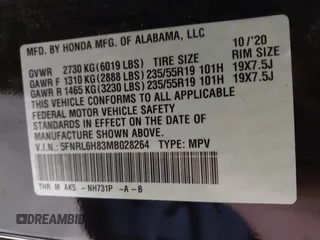 MFD. BY HONDA MFG. OF ALABAMA, LLC 10/'20
GVWR 2730 KG(6019 LBS) TIRE SIZE RIM SIZE
GAWR F 1310 KG(2888 LBS)235/55R19 101H 19X7.5J
GAWR R 1465 KG(3230 LBS)235/55R19 101H 19X7.5J
THIS VEHICLE CONFORMS TO ALL APPLICABLE
FEDERAL MOTOR VEHICLE SAFETY STANDARDS IN
EFFECT ON THE DATE OF MANUFACTURE SHOWN
ABOVE.
V.I.N.: 5FNRL6H83MB028264 TYPE: MPV
THR M AK5 - NH731P -A-B
DREAMBID